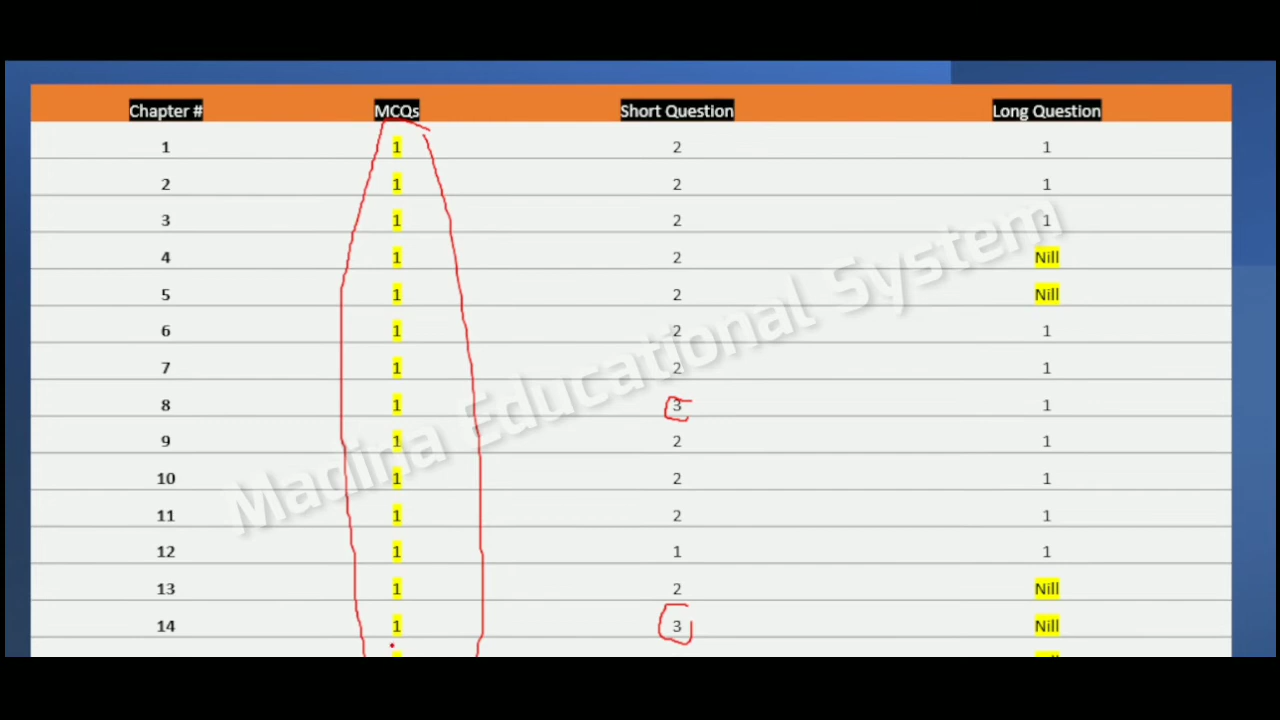 Chapter # MCQs Short Question Long Question
1 1 2 1
2 1 2 1
3 1 2 1
4 1 2 Nill
5 1 2 Nill
6 1 2 1
7 1 2 1
8 1 3 1
9 1 2 1
10 1 2 1
11 1 2 1
12 1 1 1
13 1 2 Nill
14 1 3 Nill
Madina Educational System